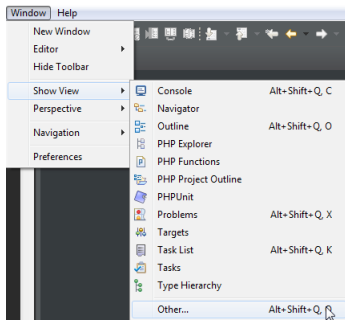 Window Help
New Window
Editor
Hide Toolbar
Show View
Perspective
Navigation
Preferences
Console Alt+Shift+Q, C
Navigator
Outline Alt+Shift+Q, O
PHP Explorer
PHP Functions
PHP Project Outline
PHPUnit
Problems Alt+Shift+Q, X
Targets
Task List Alt+Shift+Q, K
Tasks
Type Hierarchy
Other... Alt+Shift+Q,